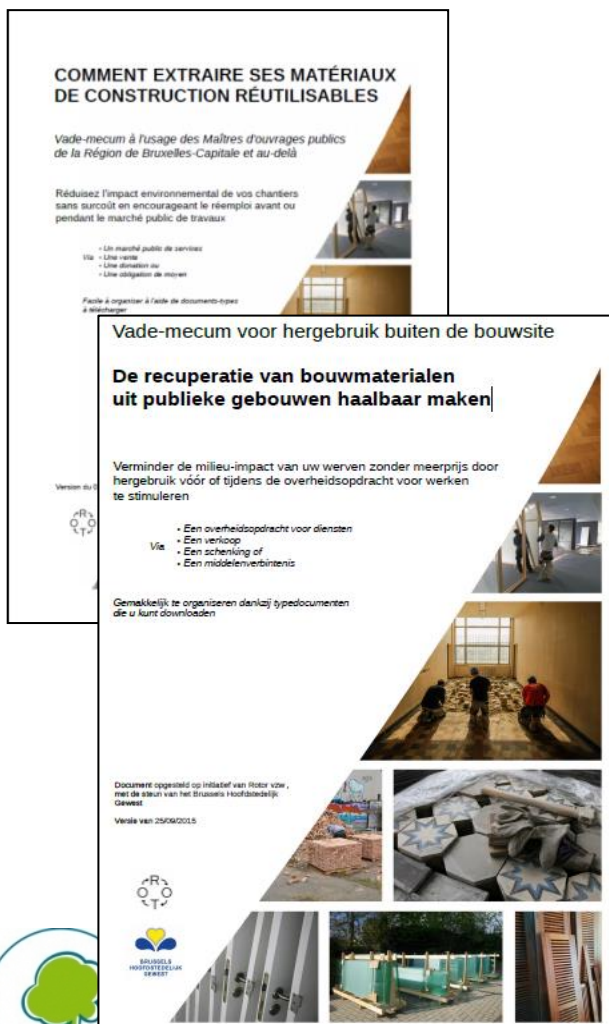 COMMENT EXTRAIRE SES MATÉRIAUX
DE CONSTRUCTION RÉUTILISABLES
Vade-mecum à l'usage des Maîtres d'ouvrages publics
de la Région de Bruxelles-Capitale et au-delà
Réduisez l'impact environnemental de vos chantiers
sans surcoût en encourageant le réemploi avant ou
pendant le marché public de travaux
Via
• Un marché public de services
• Une vente
• Une donation ou
• Une obligation de moyen
Facile à organiser à l'aide de documents-types
à télécharger
Version du
R
O O
T
Vade-mecum voor hergebruik buiten de bouwsite
De recuperatie van bouwmaterialen
uit publieke gebouwen haalbaar maken
Verminder de milieu-impact van uw werven zonder meerprijs door
hergebruik vóór of tijdens de overheidsopdracht voor werken
te stimuleren
Via
• Een overheidsopdracht voor diensten
• Een verkoop
• Een schenking of
• Een middelenverbintenis
Gemakkelijk te organiseren dankzij typedocumenten
die u kunt downloaden
Document opgesteld op initiatief van Rotor vzw ,
met de steun van het Brussels Hoofdstedelijk
Gewest
Versie van 25/09/2015
R
O O
T
BRUSSELS
HOOFDSTEDELIJK
GEWEST